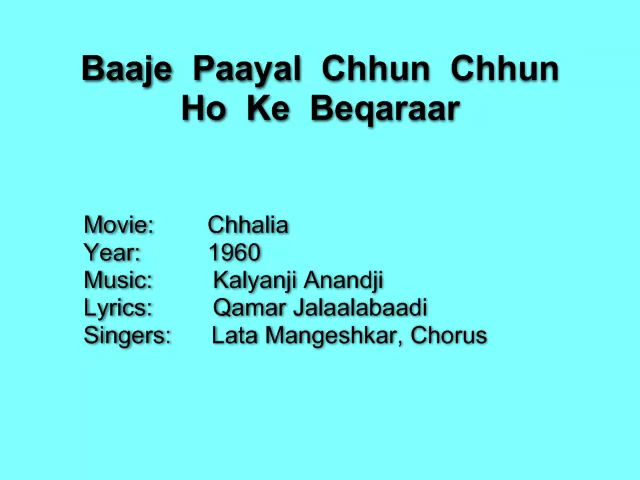 Baaje Paayal Chhun Chhun
Ho Ke Beqaraar
Movie: Chhalia
Year: 1960
Music: Kalyanji Anandji
Lyrics: Qamar Jalaalabaadi
Singers: Lata Mangeshkar, Chorus